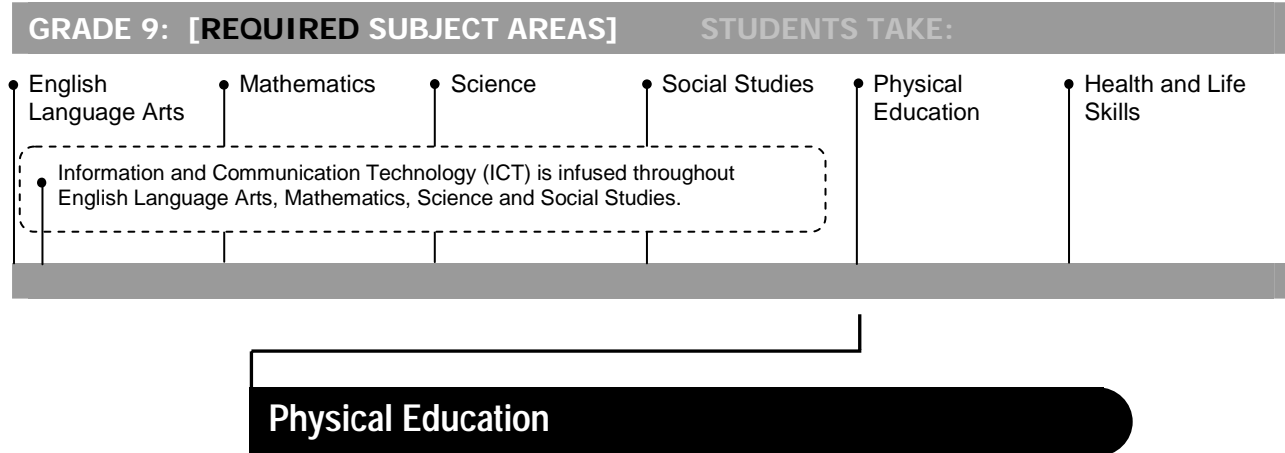 GRADE 9: [REQUIRED SUBJECT AREAS] STUDENTS TAKE:
English
Language Arts
Mathematics
Science
Social Studies
Physical
Education
Health and Life
Skills
Information and Communication Technology (ICT) is infused throughout
English Language Arts, Mathematics, Science and Social Studies.
Physical Education